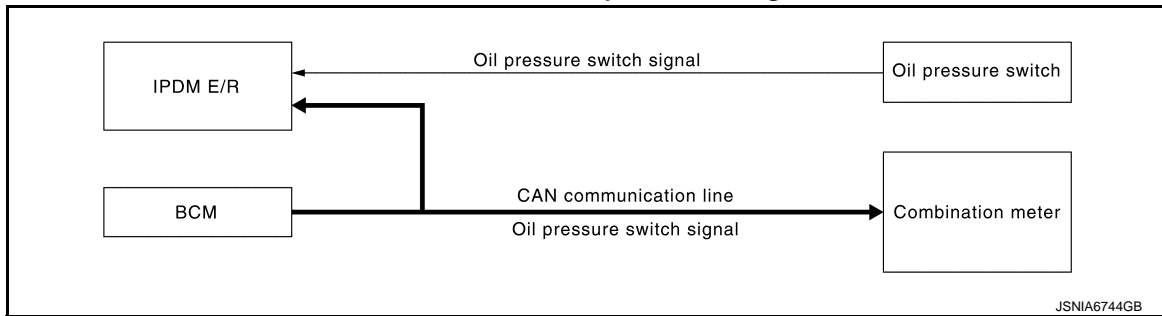 Oil pressure switch signal
IPDM E/R
Oil pressure switch
BCM
CAN communication line
Oil pressure switch signal
Combination meter
JSNIA6744GB